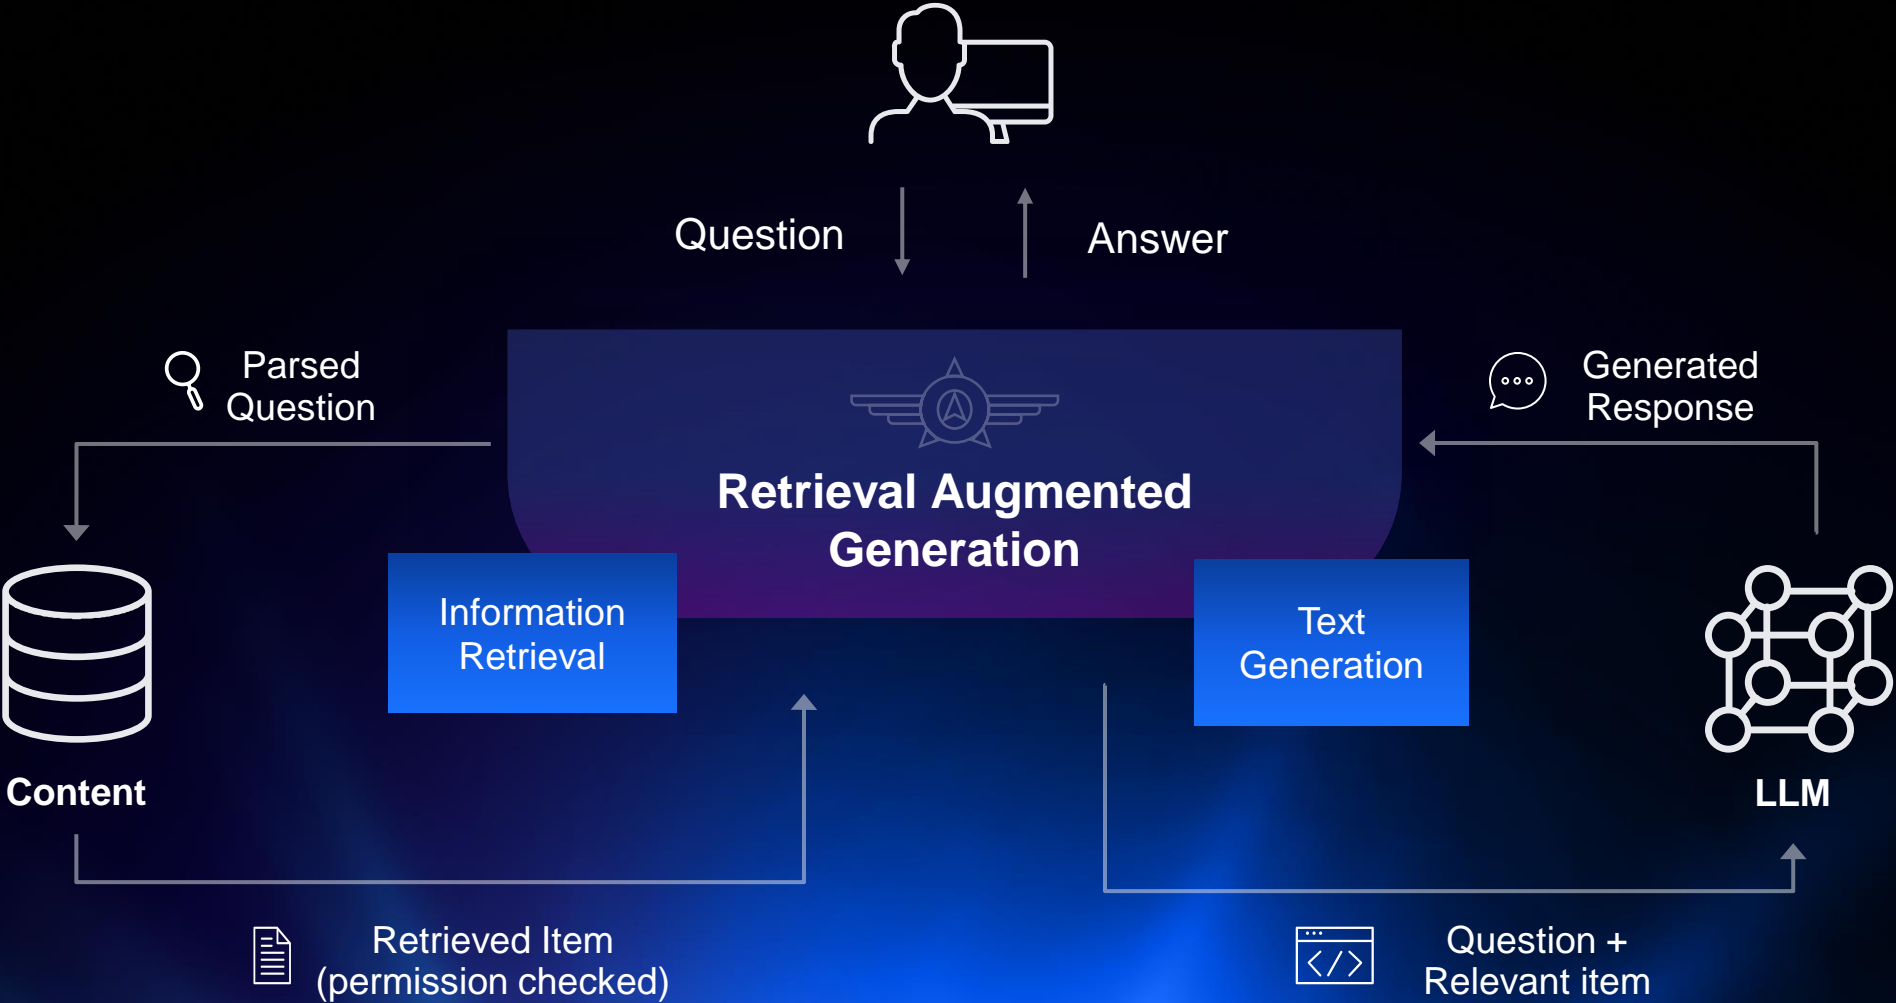 Question
Answer
Parsed
Question
Generated
Response
Retrieval Augmented
Generation
Information
Retrieval
Text
Generation
Content
LLM
Retrieved Item
(permission checked)
Question +
Relevant item